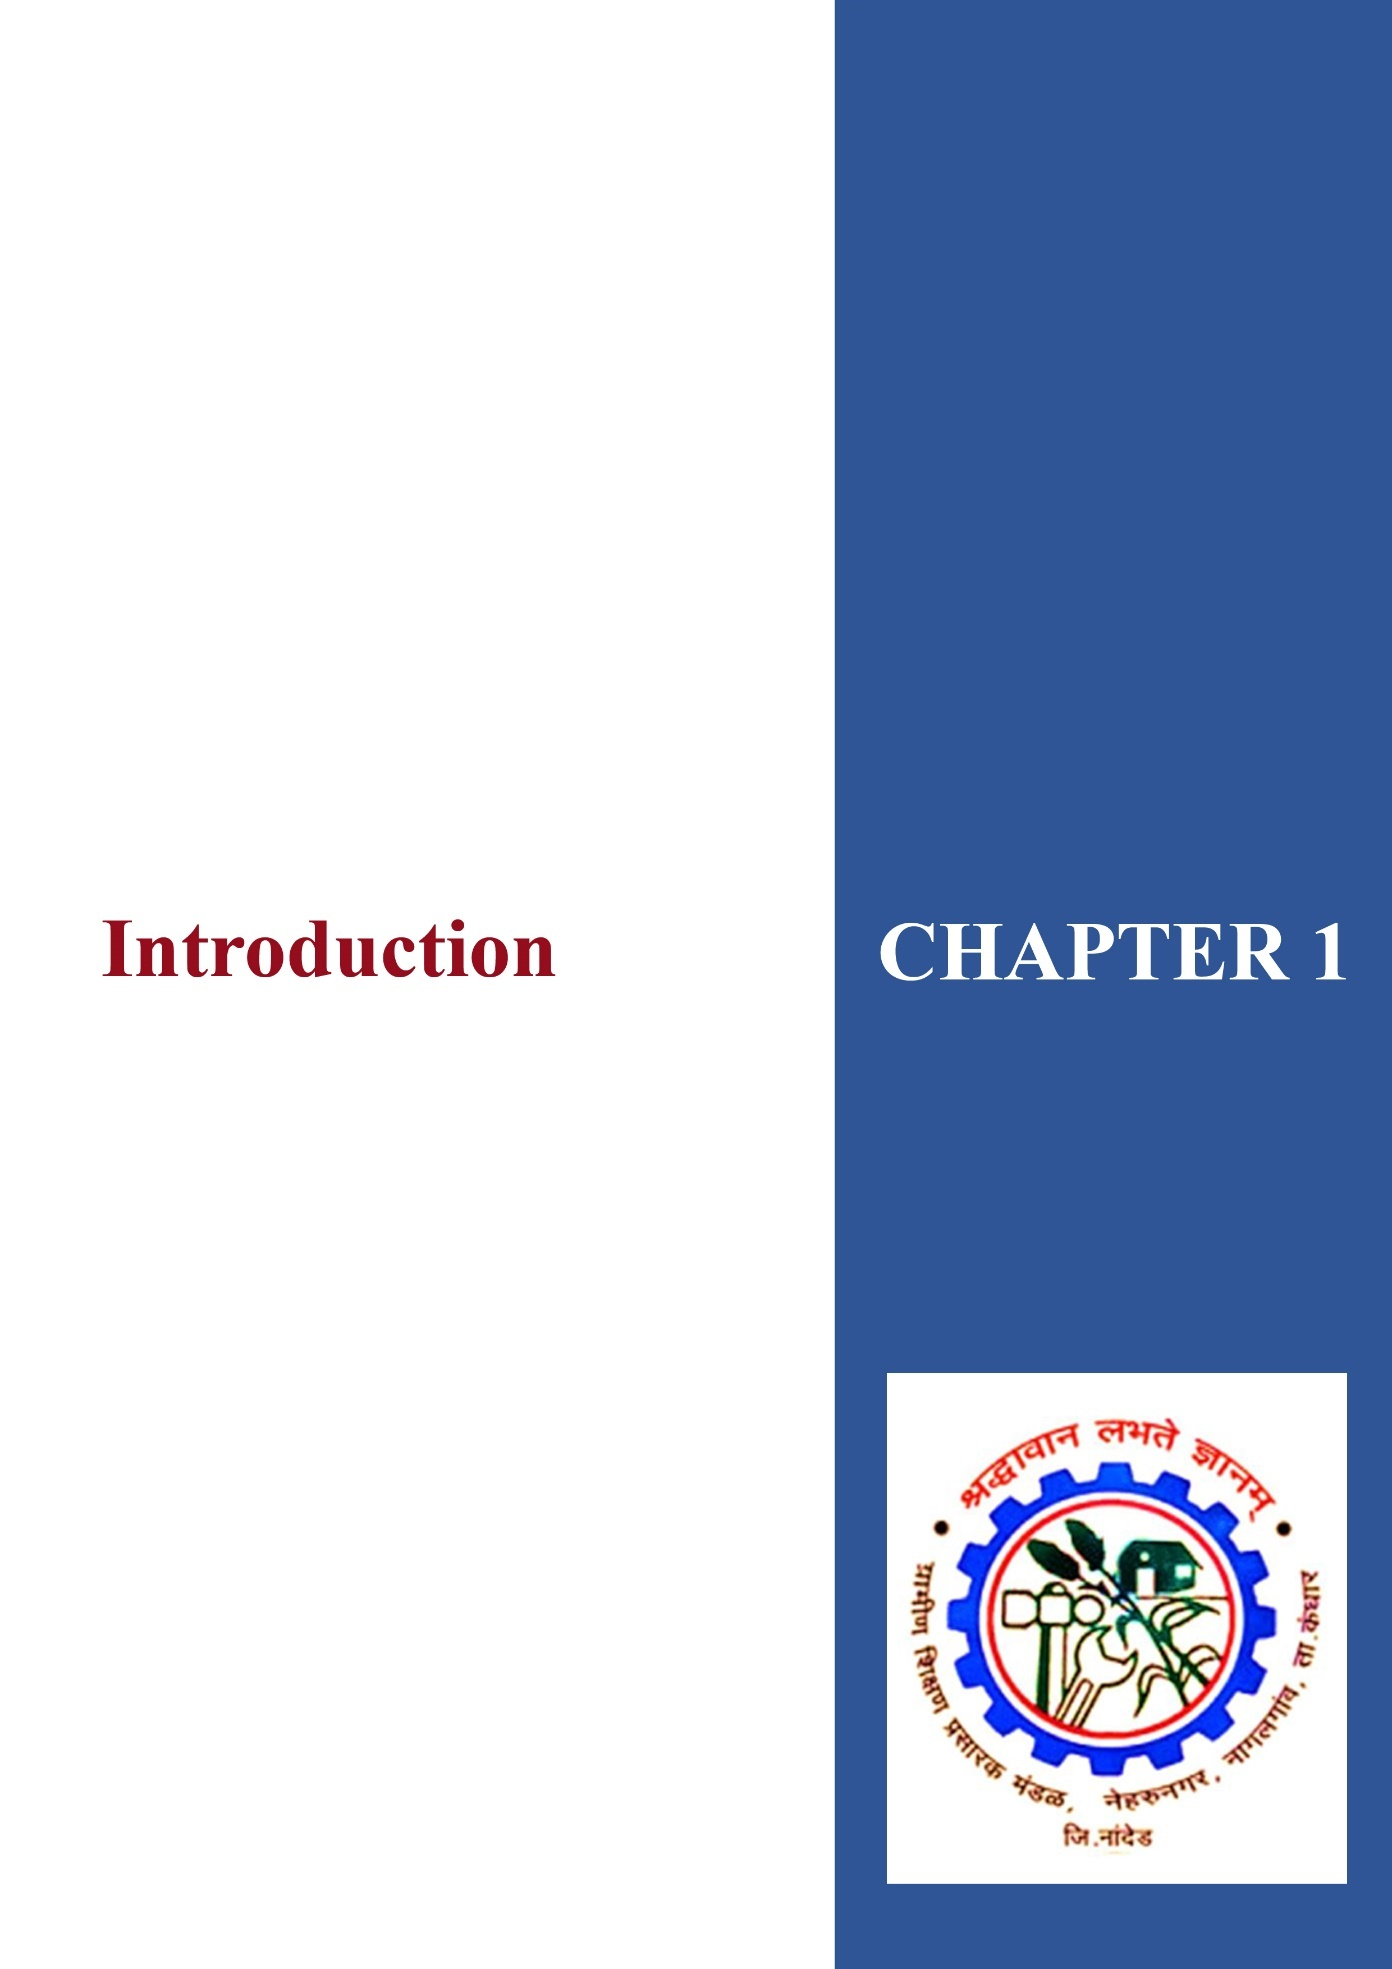 Introduction
CHAPTER 1
श्रद्धावान लभते ज्ञानम्
ग्रामीण शिक्षण प्रसारक मंडळ, नेहरुनगर, नागलगांव, ता.कंधार
जि.नांदेड